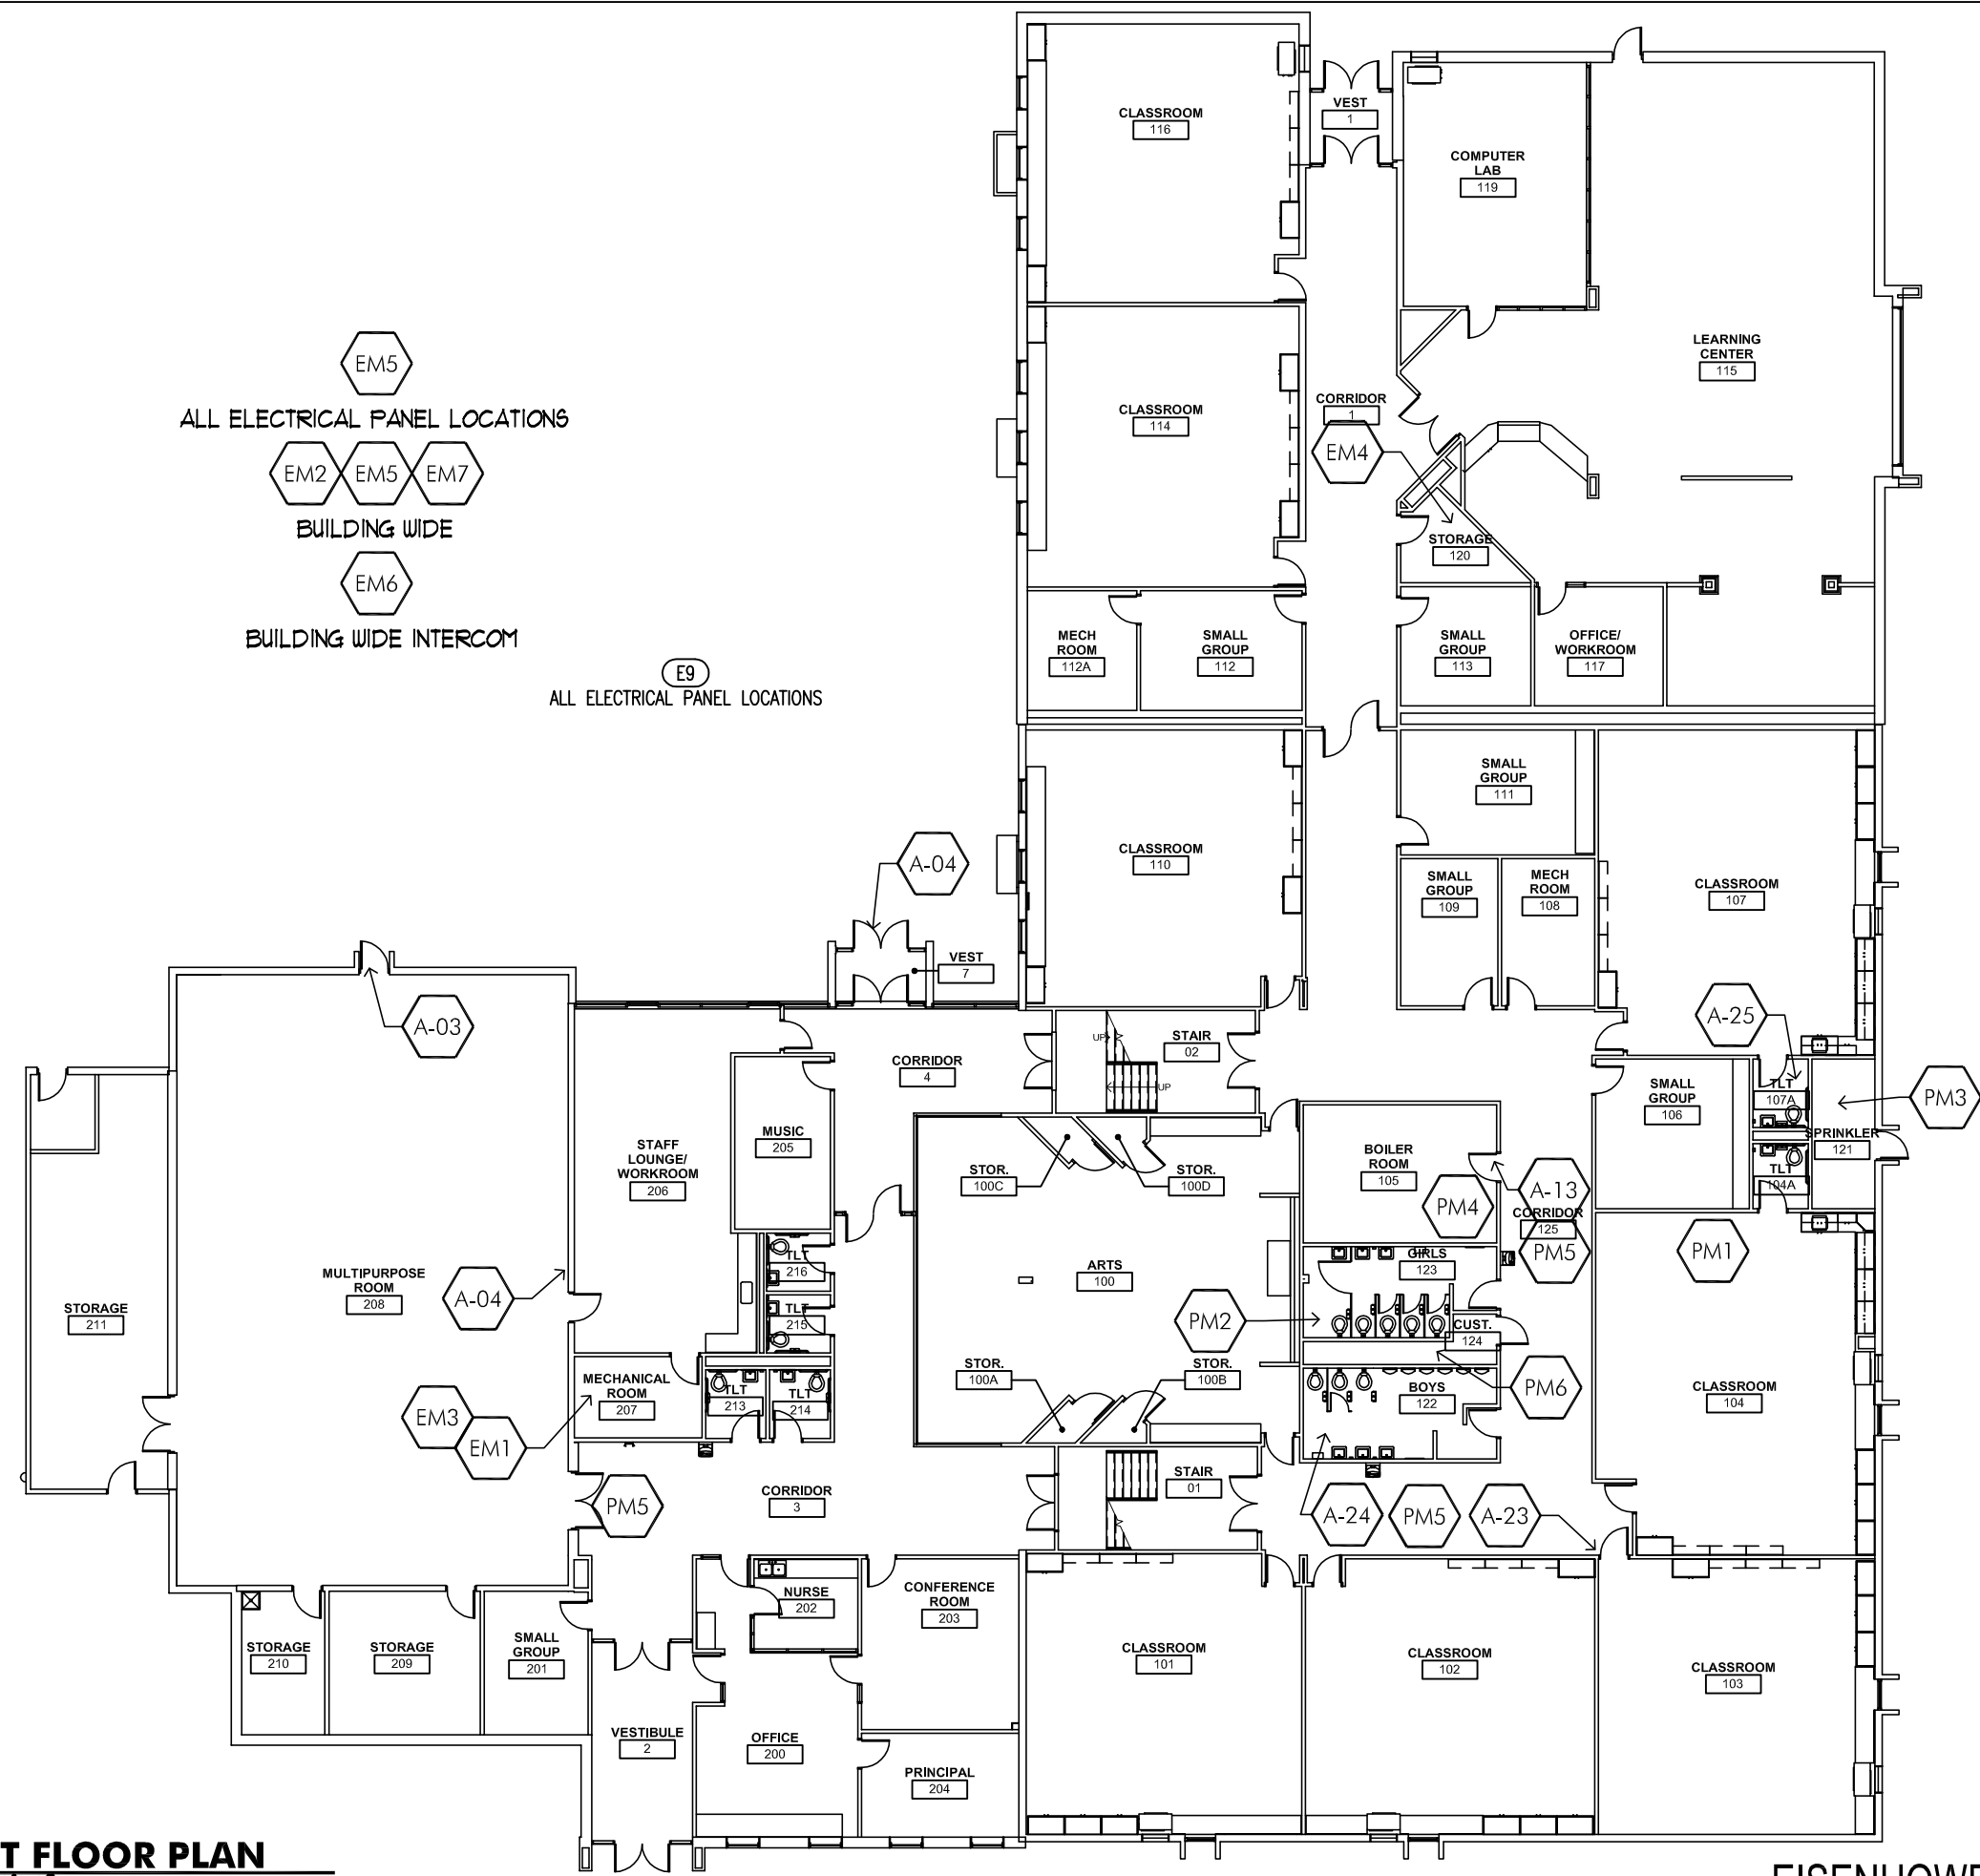 CLASSROOM
116
VEST
1
COMPUTER
LAB
119
EM5
ALL ELECTRICAL PANEL LOCATIONS
EM2
EM5
EM7
BUILDING WIDE
EM6
BUILDING WIDE INTERCOM
E9
ALL ELECTRICAL PANEL LOCATIONS
LEARNING
CENTER
115
CLASSROOM
114
CORRIDOR
1
EM4
STORAGE
120
MECH
ROOM
112A
SMALL
GROUP
112
SMALL
GROUP
113
OFFICE/
WORKROOM
117
SMALL
GROUP
111
CLASSROOM
110
SMALL
GROUP
109
MECH
ROOM
108
CLASSROOM
107
A-04
VEST
7
A-03
A-25
CORRIDOR
4
UP
STAIR
02
UP
SMALL
GROUP
106
TLT
107A
PM3
SPRINKLER
121
TLT
104A
MUSIC
205
STAFF
LOUNGE/
WORKROOM
206
STOR.
100C
STOR.
100D
BOILER
ROOM
105
PM4
A-13
CORRIDOR
125
PM5
PM1
TLT
216
ARTS
100
GIRLS
123
MULTIPURPOSE
ROOM
208
A-04
STORAGE
211
TLT
215
PM2
CUST.
124
MECHANICAL
ROOM
207
TLT
213
TLT
214
STOR.
100A
STOR.
100B
BOYS
122
PM6
CLASSROOM
104
EM3
EM1
PM5
CORRIDOR
3
STAIR
01
A-24
PM5
A-23
NURSE
202
CONFERENCE
ROOM
203
STORAGE
210
STORAGE
209
SMALL
GROUP
201
CLASSROOM
101
CLASSROOM
102
CLASSROOM
103
VESTIBULE
2
OFFICE
200
PRINCIPAL
204
T FLOOR PLAN